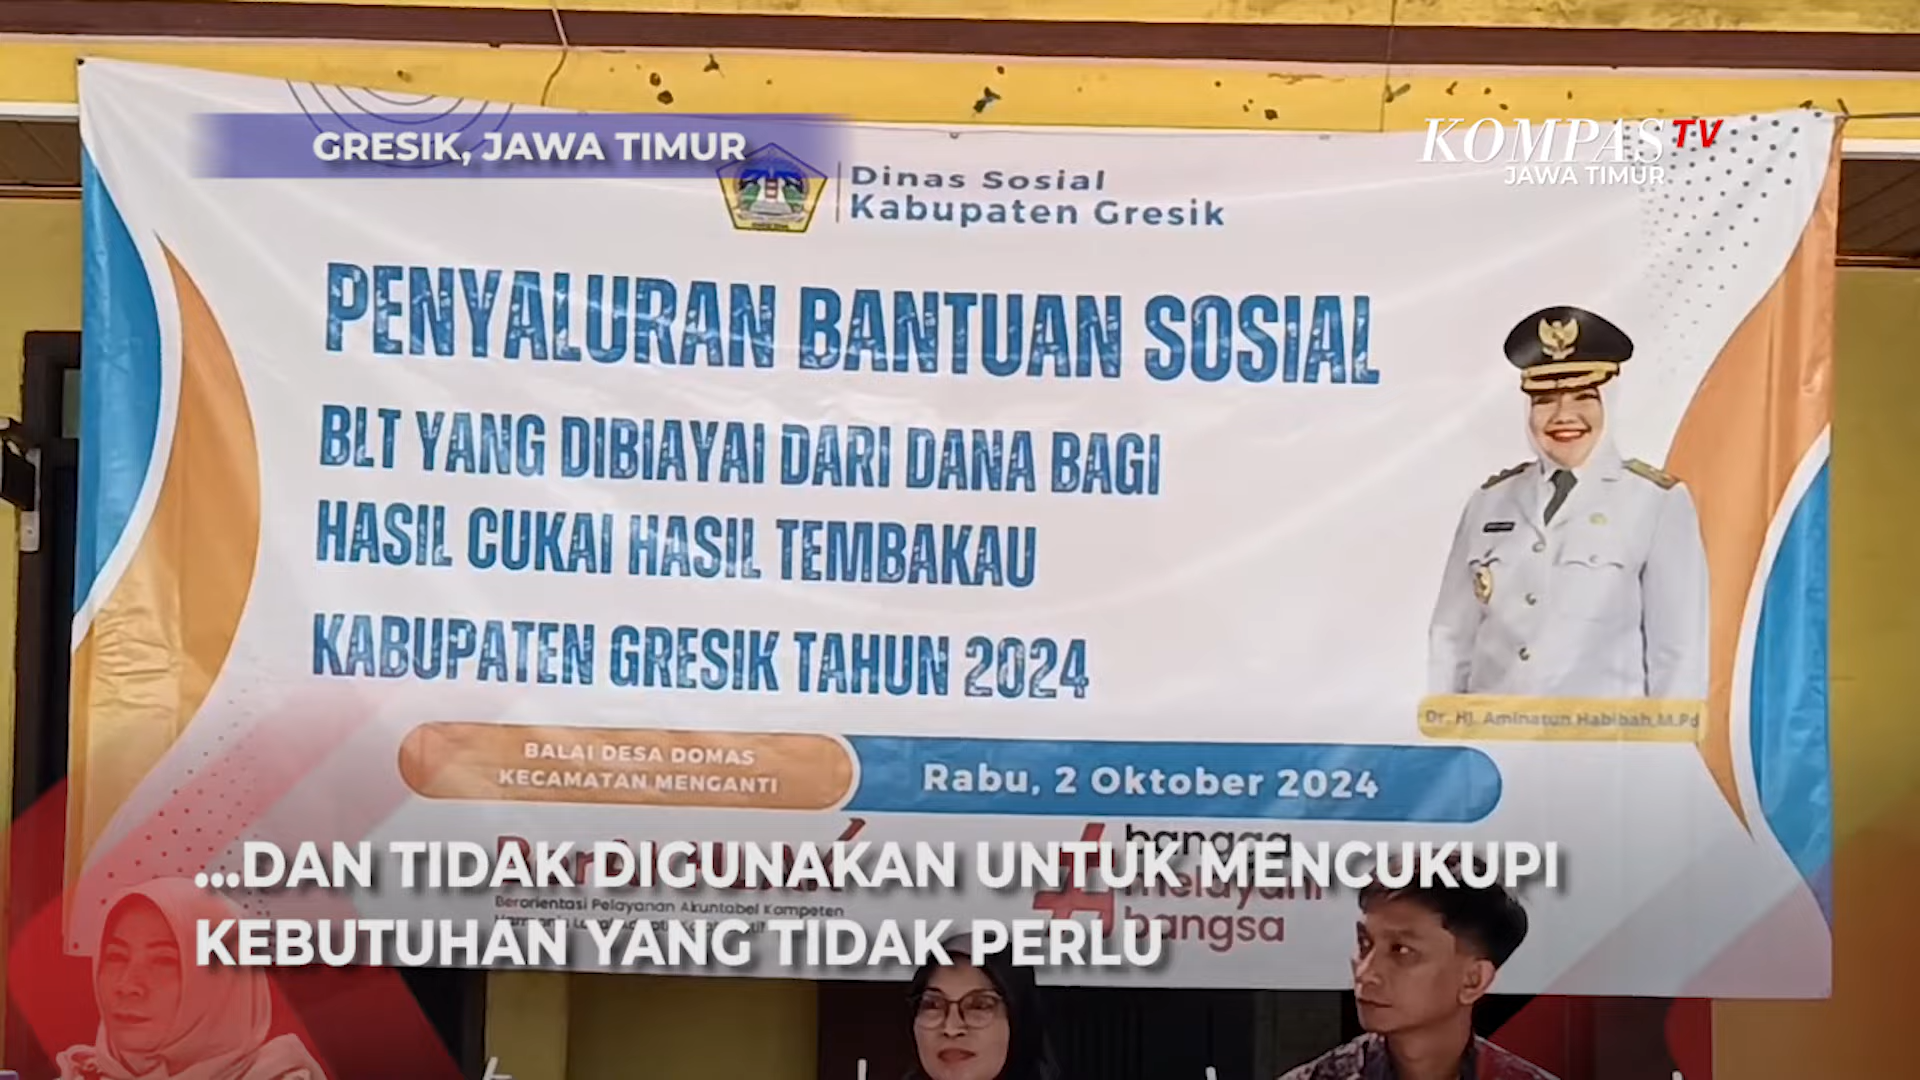 GRESIK, JAWA TIMUR
KOMPAS TV
JAWA TIMUR
Dinas Sosial
Kabupaten Gresik
PENYALURAN BANTUAN SOSIAL
BLT YANG DIBIAYAI DARI DANA BAGI
HASIL CUKAI HASIL TEMBAKAU
KABUPATEN GRESIK TAHUN 2024
Dr. Hj. Aminatun Habibah, M.Pd
BALAI DESA DOMAS
KECAMATAN MENGANTI
Rabu, 2 Oktober 2024
#bangga
melayani
bangsa
Berorientasi Pelayanan Akuntabel Kompeten
...DAN TIDAK DIGUNAKAN UNTUK MENCUKUPI
KEBUTUHAN YANG TIDAK PERLU